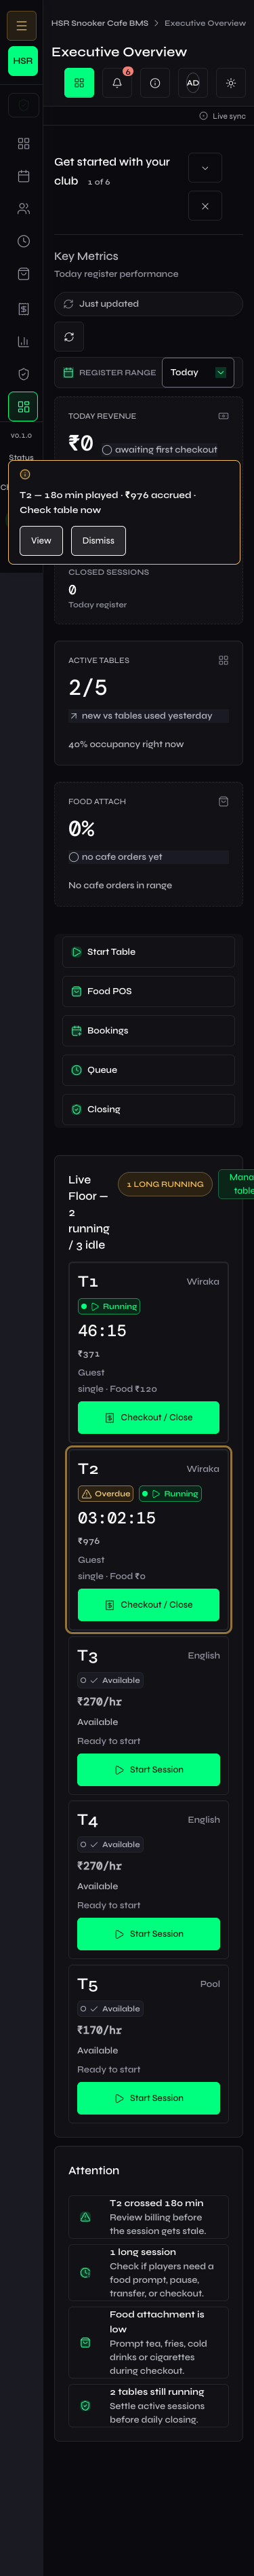 HSR Snooker Cafe BMS > Executive Overview
HSR
Executive Overview
6
AD
Live sync
Get started with your
club 1 of 6
Key Metrics
Today register performance
Just updated
REGISTER RANGE Today
TODAY REVENUE
₹0 awaiting first checkout
v0.1.0
Status
T2 — 180 min played · ₹976 accrued ·
Check table now
View Dismiss
CLOSED SESSIONS
0
Today register
ACTIVE TABLES
2/5
new vs tables used yesterday
40% occupancy right now
FOOD ATTACH
0%
no cafe orders yet
No cafe orders in range
Start Table
Food POS
Bookings
Queue
Closing
Live
Floor —
2
running
/ 3 idle
1 LONG RUNNING
T1 Wiraka
Running
46:15
₹371
Guest
single · Food ₹120
Checkout / Close
T2 Wiraka
Overdue Running
03:02:15
₹976
Guest
single · Food ₹0
Checkout / Close
T3 English
Available
₹270/hr
Available
Ready to start
Start Session
T4 English
Available
₹270/hr
Available
Ready to start
Start Session
T5 Pool
Available
₹170/hr
Available
Ready to start
Start Session
Attention
T2 crossed 180 min
Review billing before
the session gets stale.
1 long session
Check if players need a
food prompt, pause,
transfer, or checkout.
Food attachment is
low
Prompt tea, fries, cold
drinks or cigarettes
during checkout.
2 tables still running
Settle active sessions
before daily closing.